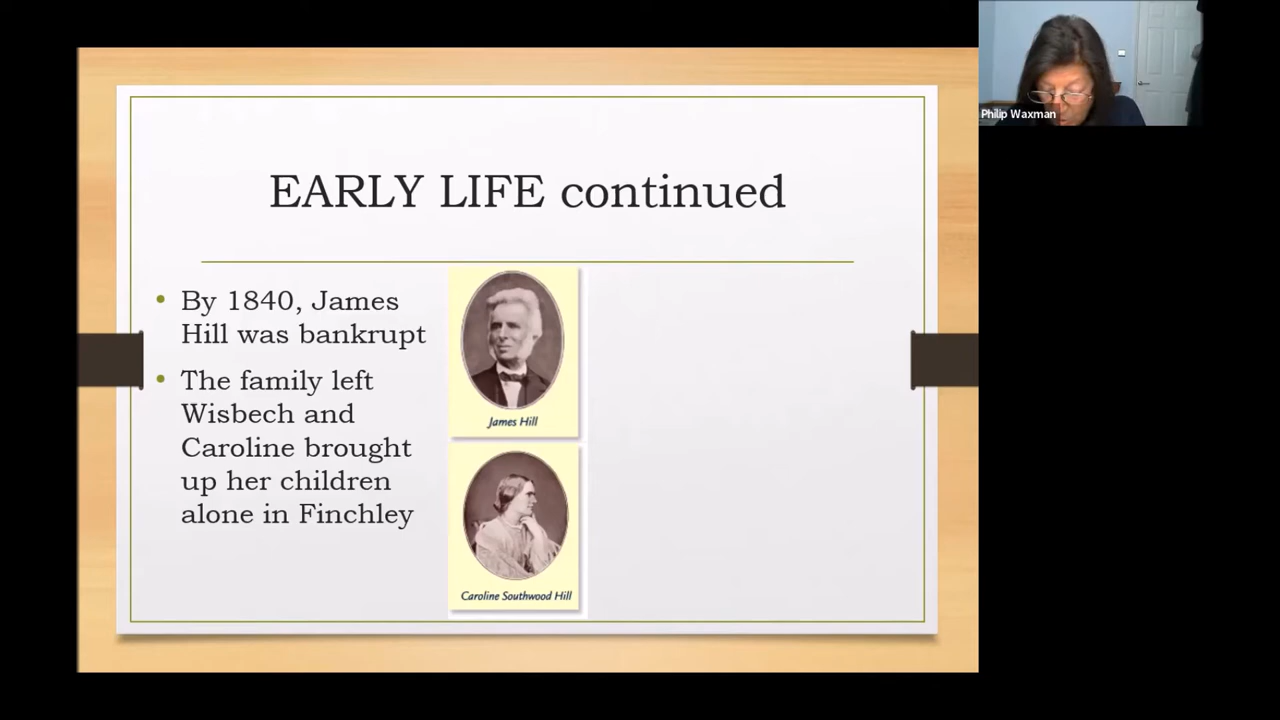 EARLY LIFE continued
• By 1840, James
Hill was bankrupt
• The family left
Wisbech and
Caroline brought
up her children
alone in Finchley
James Hill
Caroline Southwood Hill
Philip Waxman